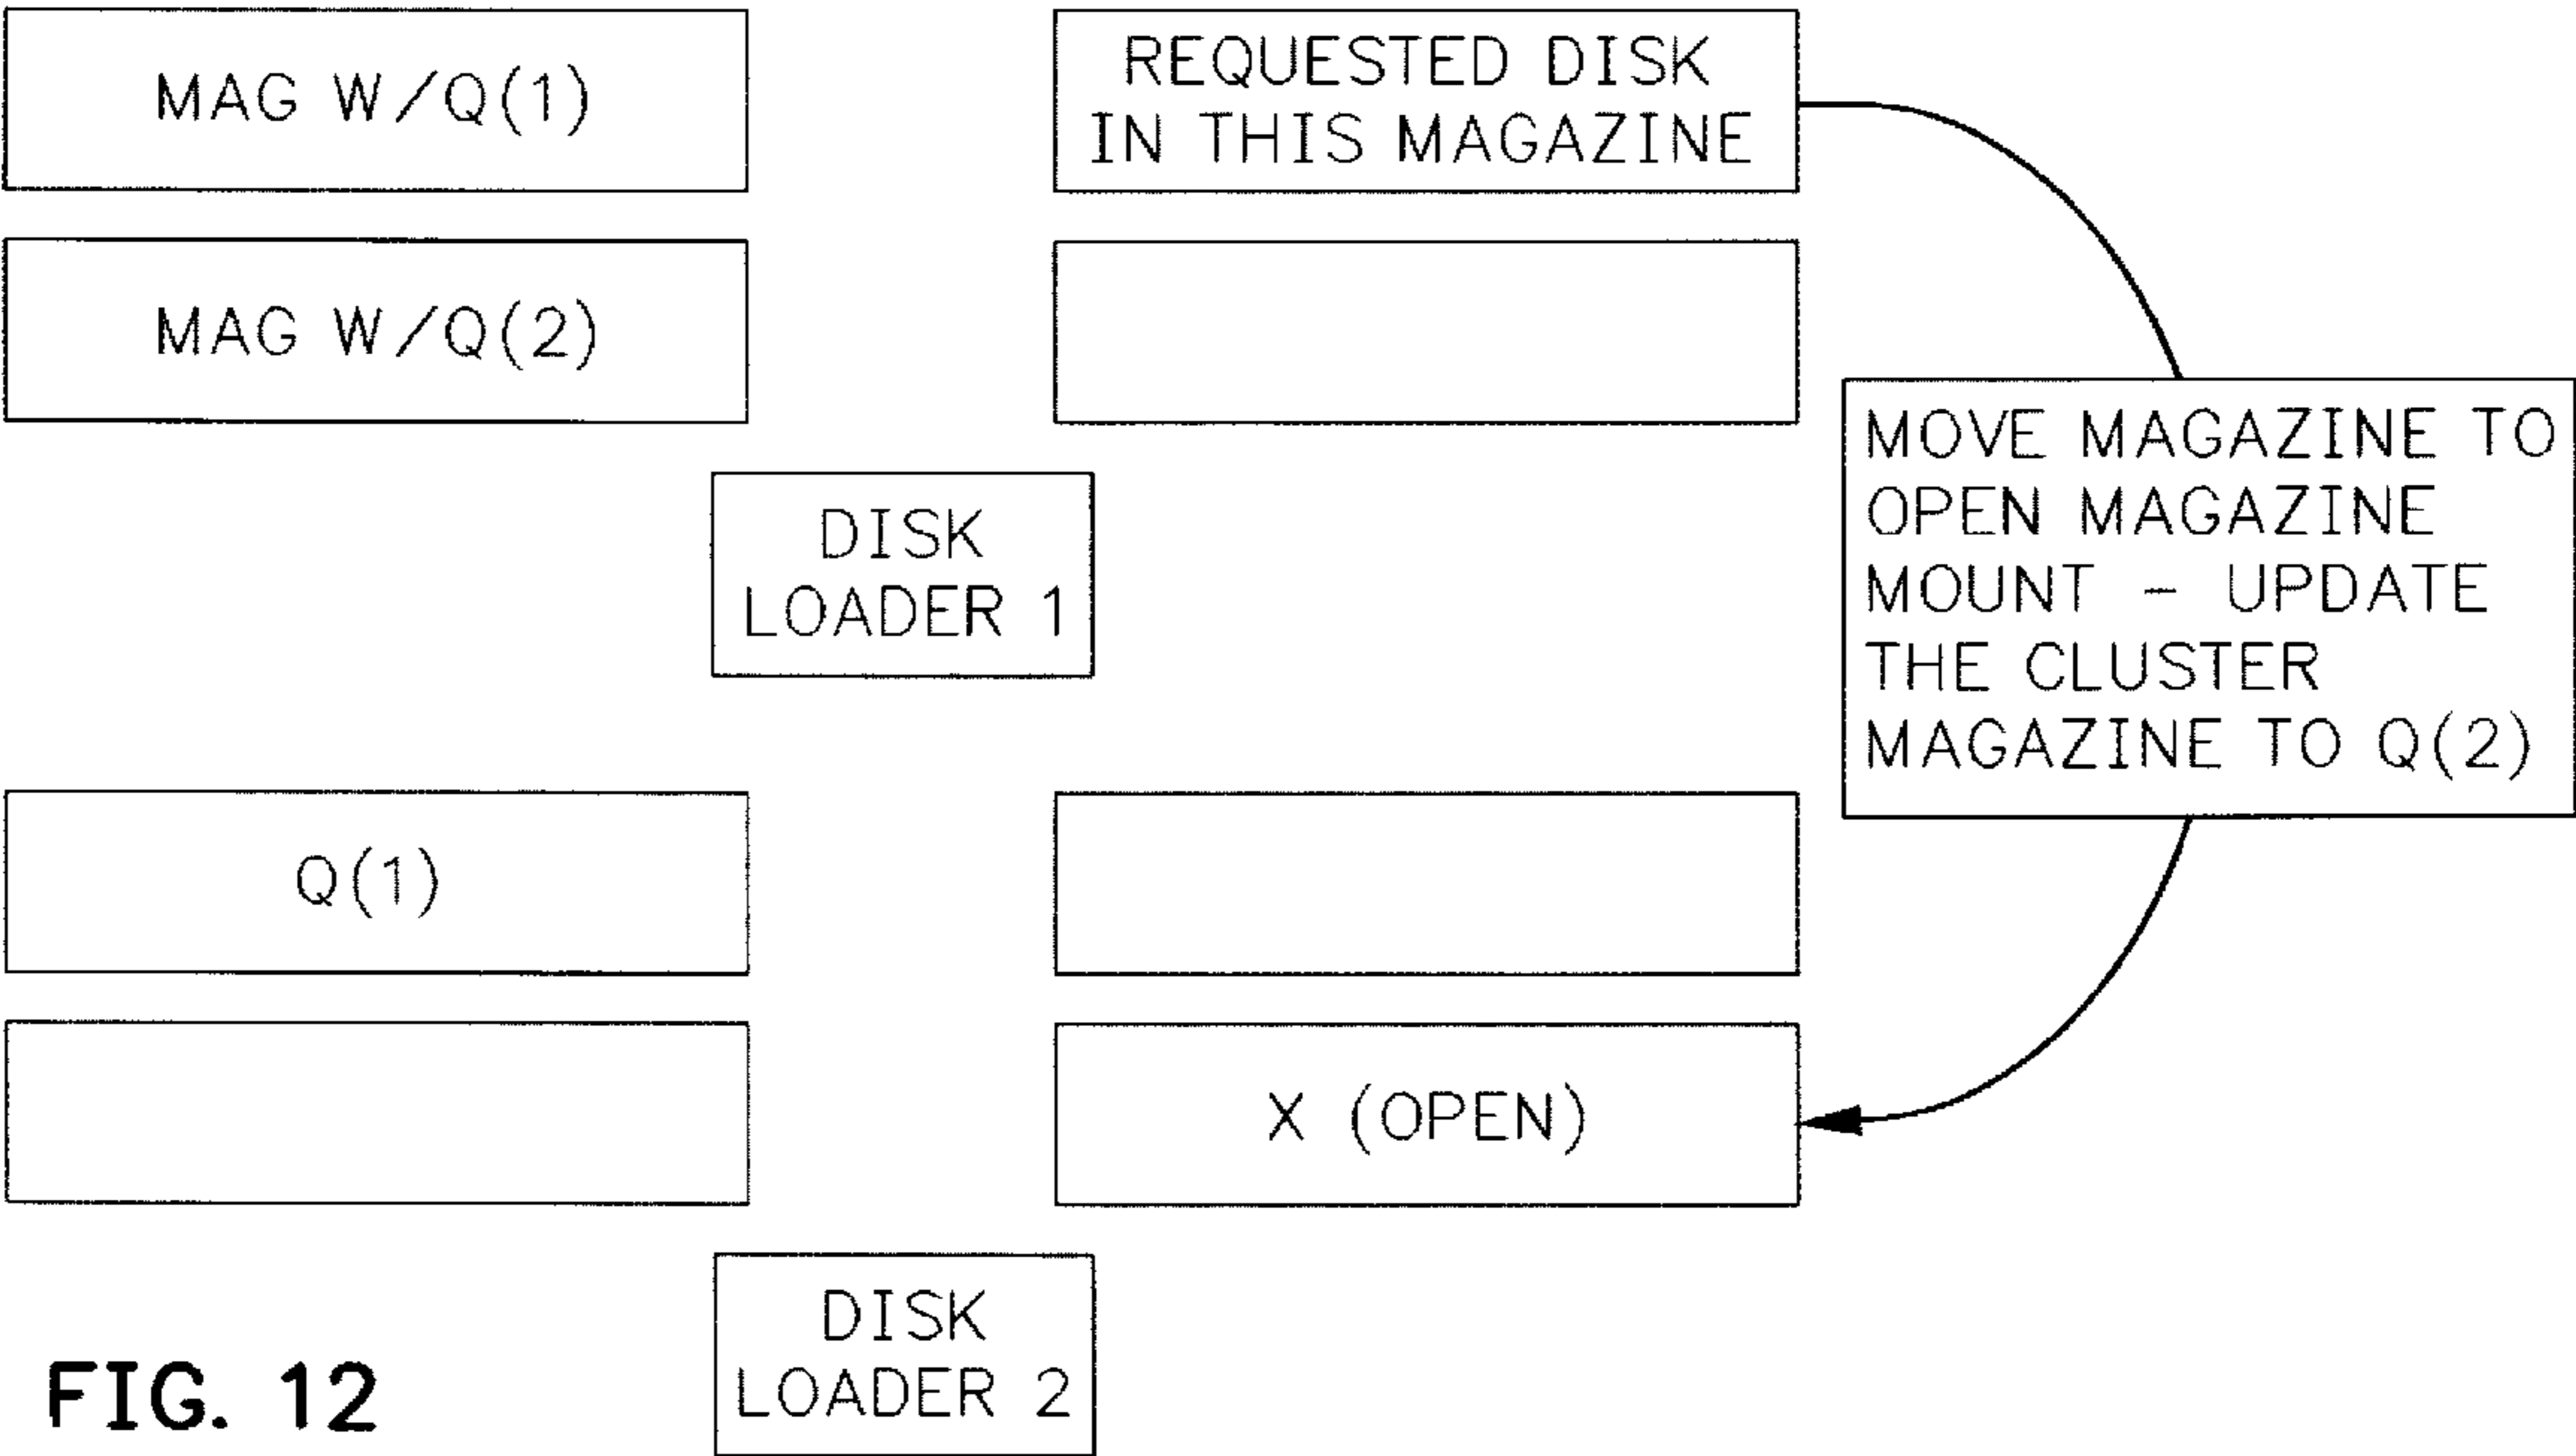 MAG W/Q(1)
REQUESTED DISK
IN THIS MAGAZINE
MAG W/Q(2)
MOVE MAGAZINE TO
OPEN MAGAZINE
MOUNT - UPDATE
THE CLUSTER
MAGAZINE TO Q(2)
DISK
LOADER 1
Q(1)
X (OPEN)
DISK
LOADER 2
FIG. 12